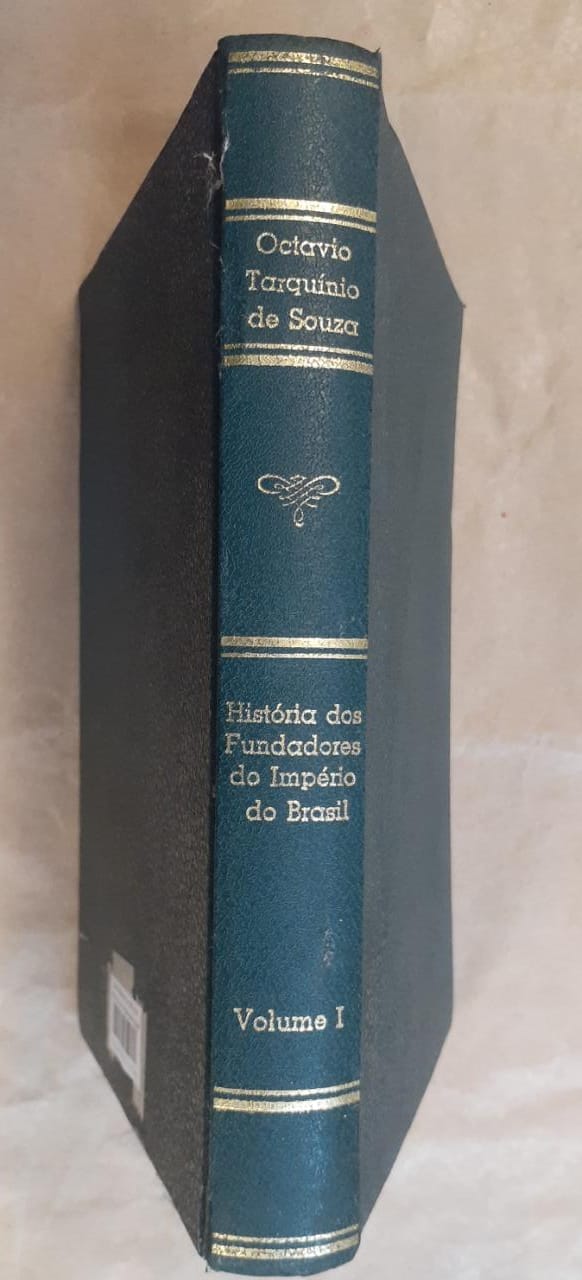 Octavio
Tarquínio
de Souza
História dos
Fundadores
do Império
do Brasil
Volume I